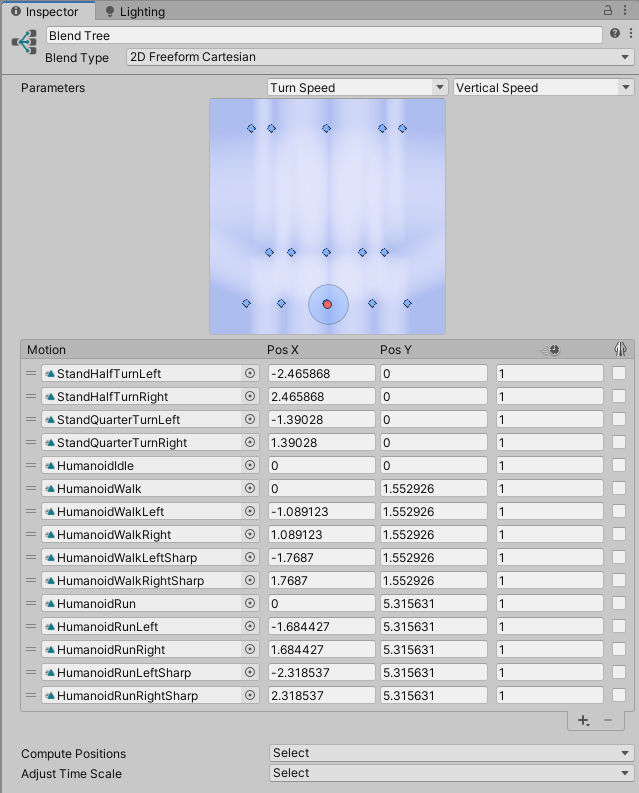 Inspector Lighting
Blend Tree
Blend Type 2D Freeform Cartesian
Parameters Turn Speed Vertical Speed
Motion Pos X Pos Y
StandHalfTurnLeft -2.465868 0 1
StandHalfTurnRight 2.465868 0 1
StandQuarterTurnLeft -1.39028 0 1
StandQuarterTurnRight 1.39028 0 1
HumanoidIdle 0 0 1
HumanoidWalk 0 1.552926 1
HumanoidWalkLeft -1.089123 1.552926 1
HumanoidWalkRight 1.089123 1.552926 1
HumanoidWalkLeftSharp -1.7687 1.552926 1
HumanoidWalkRightSharp 1.7687 1.552926 1
HumanoidRun 0 5.315631 1
HumanoidRunLeft -1.684427 5.315631 1
HumanoidRunRight 1.684427 5.315631 1
HumanoidRunLeftSharp -2.318537 5.315631 1
HumanoidRunRightSharp 2.318537 5.315631 1
Compute Positions Select
Adjust Time Scale Select